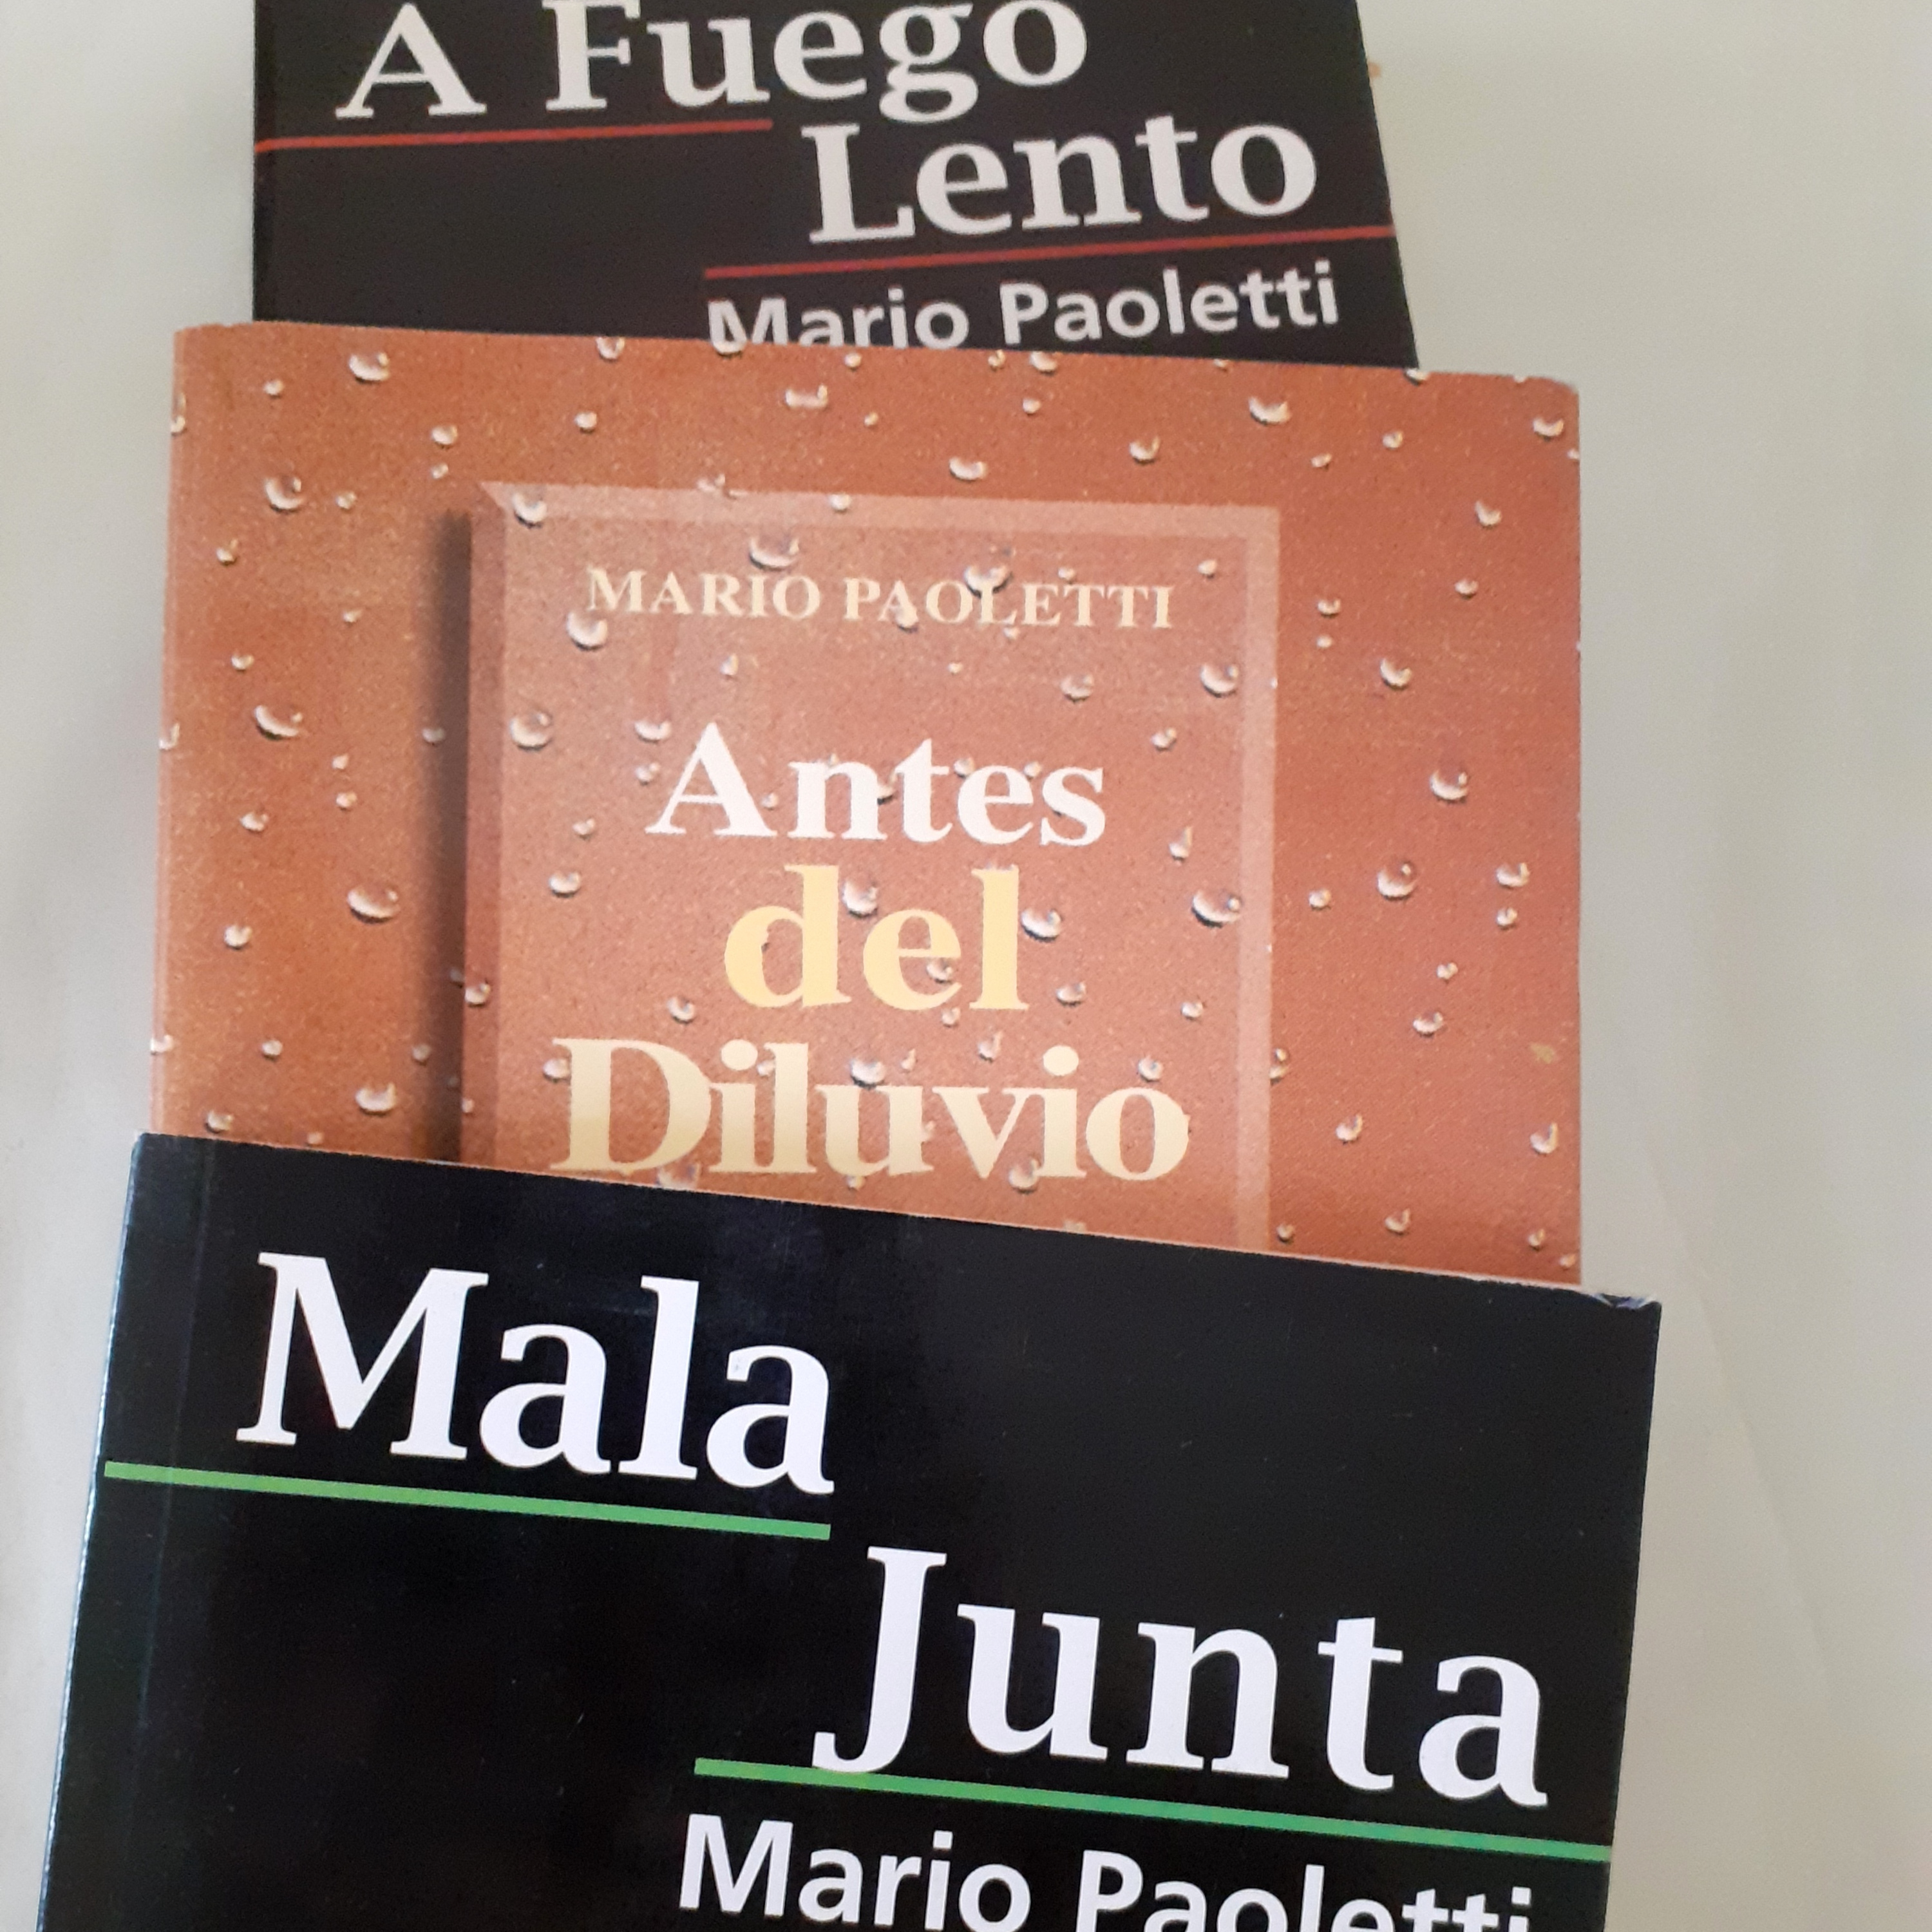 A Fuego
Lento
Mario Paoletti
MARIO PAOLETTI
Antes
del
Diluvio
Mala
Junta
Mario Paoletti